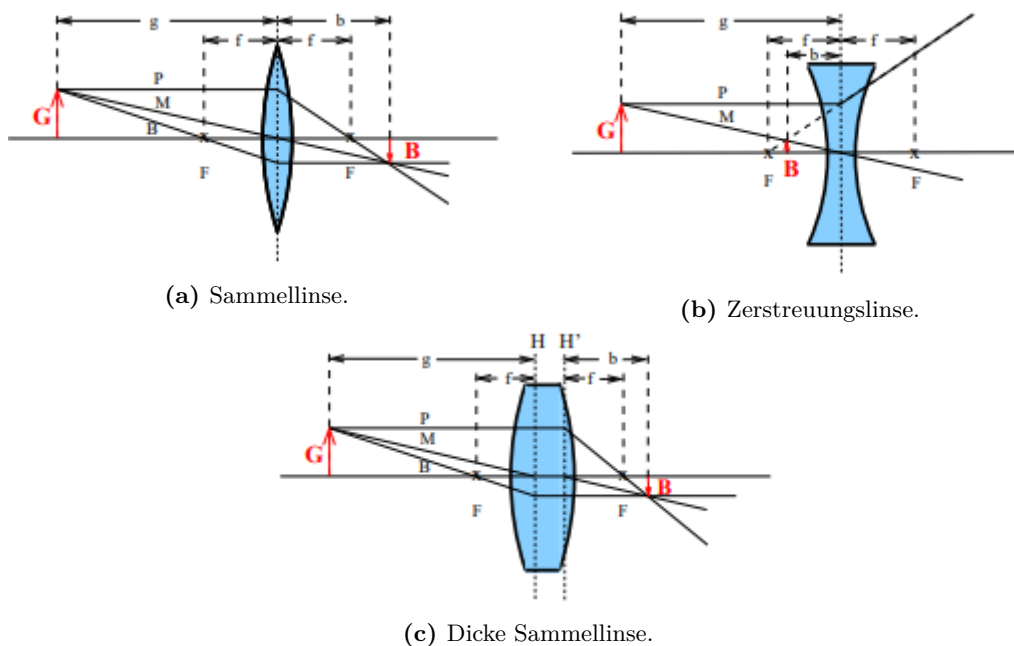 g b
f f
P
M
G
B
x x
B
F F
(a) Sammellinse.
g
f f
b
P
M
G
x x
B
F F
(b) Zerstreuungslinse.
H H'
g b
f f
P
M
G
B
x x
B
F F
(c) Dicke Sammellinse.